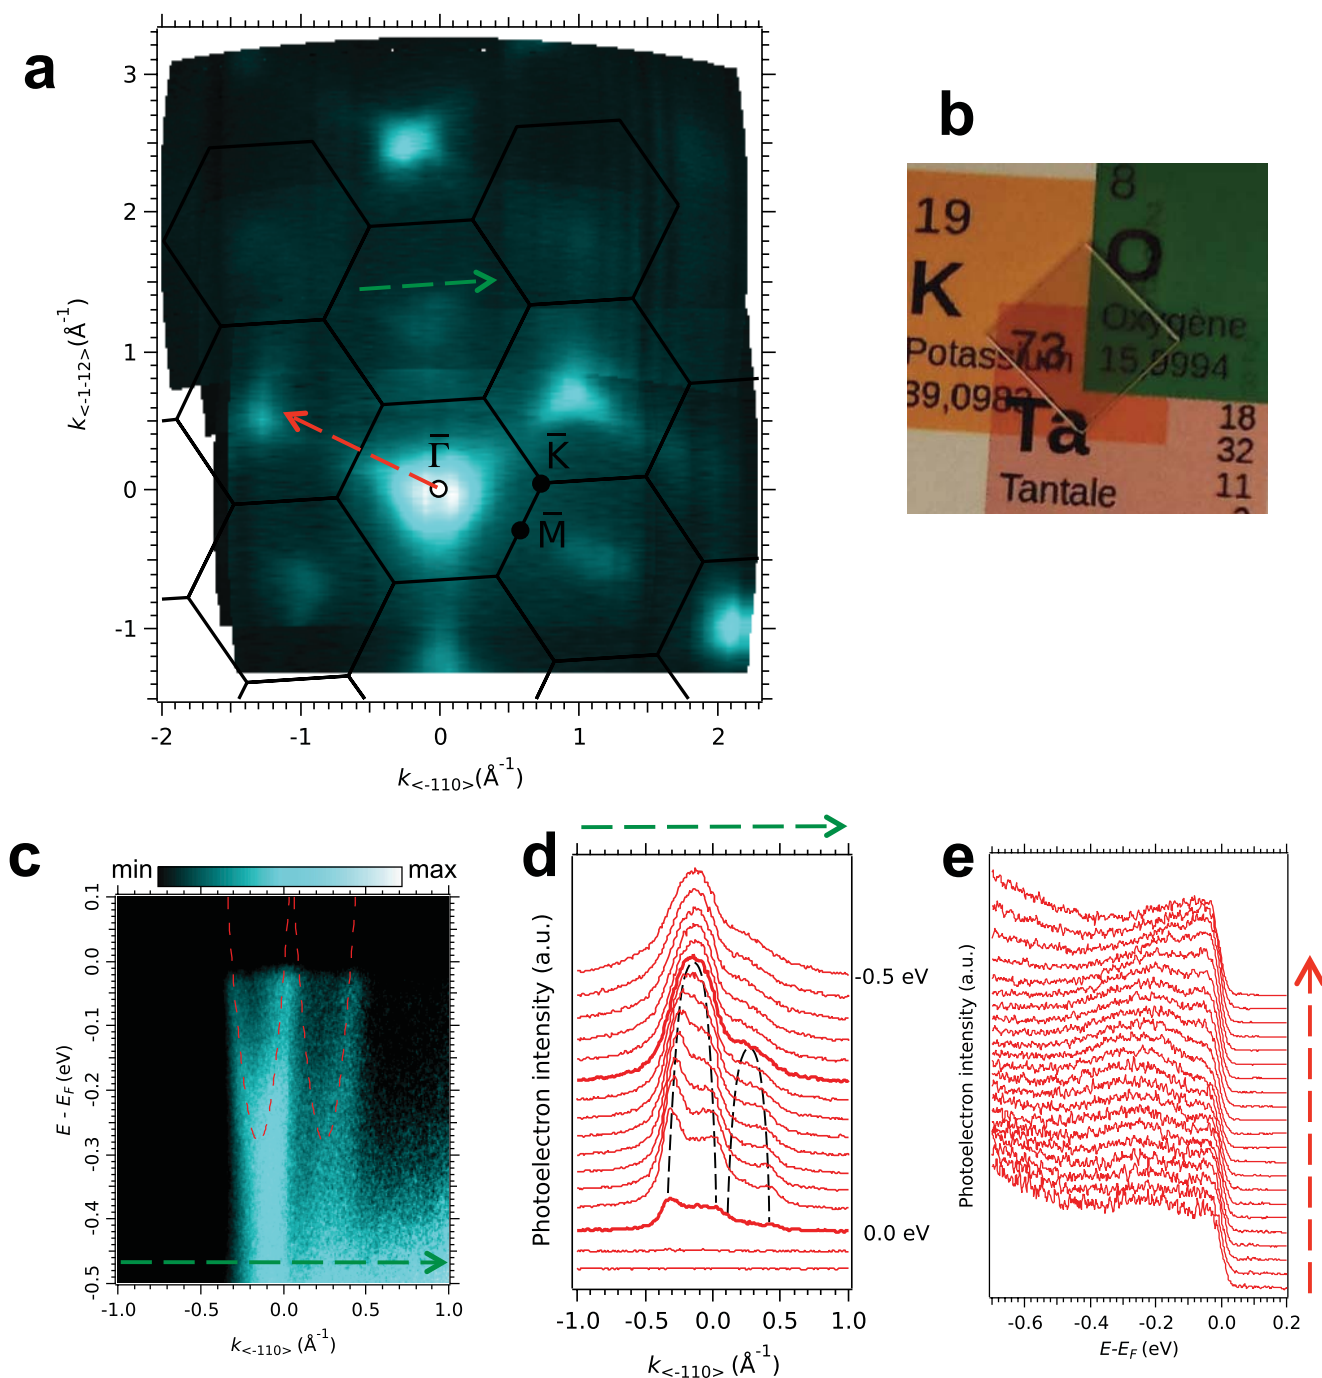 a
3
2
1
0
-1
k<-1-12>(Å-1)
Γ
K
M
-2
-1
0
1
2
k<-110>(Å-1)
b
19
K
Potassium
39,0983
8
O
Oxygène
15,9994
73
Ta
Tantale
18
32
11
2
c
min
max
0.1
0.0
-0.1
-0.2
-0.3
-0.4
-0.5
E - EF (eV)
-1.0
-0.5
0.0
0.5
1.0
k<-110> (Å-1)
d
Photoelectron intensity (a.u.)
-0.5 eV
0.0 eV
-1.0
-0.5
0.0
0.5
1.0
k<-110> (Å-1)
e
Photoelectron intensity (a.u.)
-0.6
-0.4
-0.2
0.0
0.2
E-EF (eV)